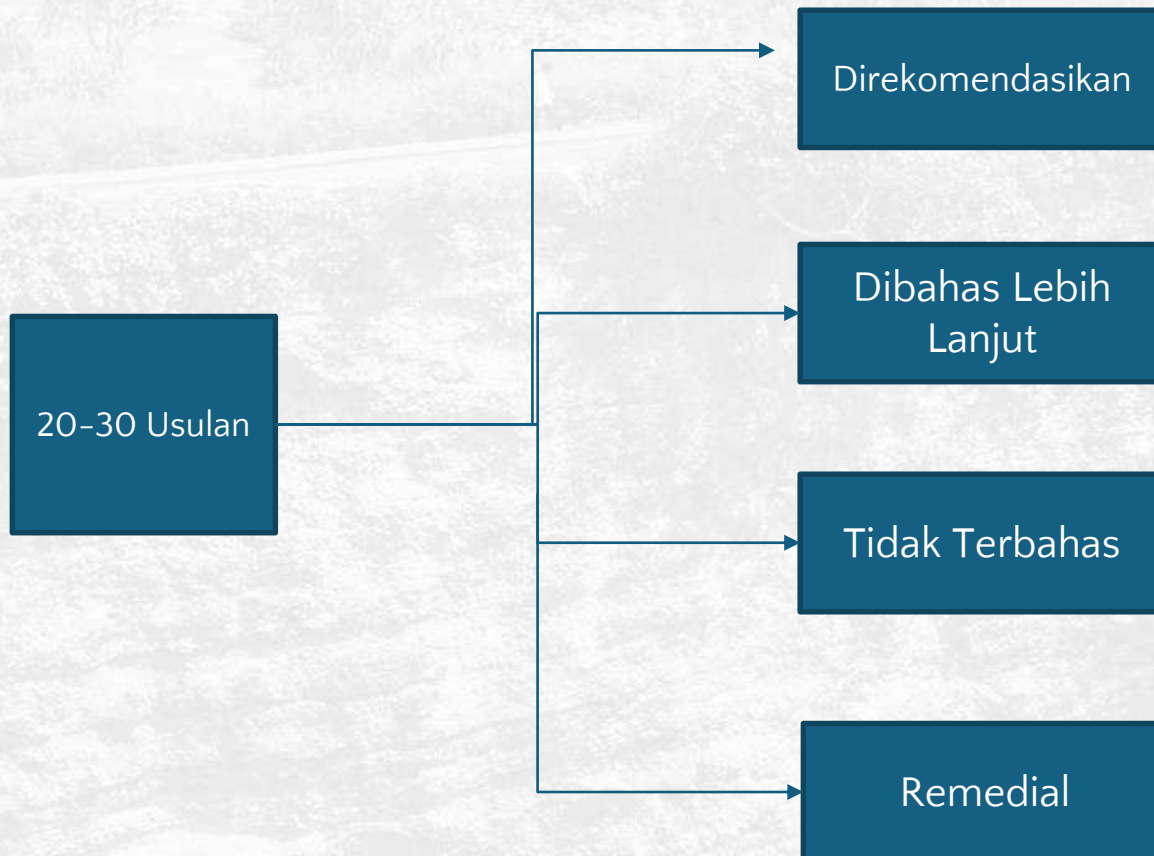 Direkomendasikan
Dibahas Lebih
Lanjut
20-30 Usulan
Tidak Terbahas
Remedial